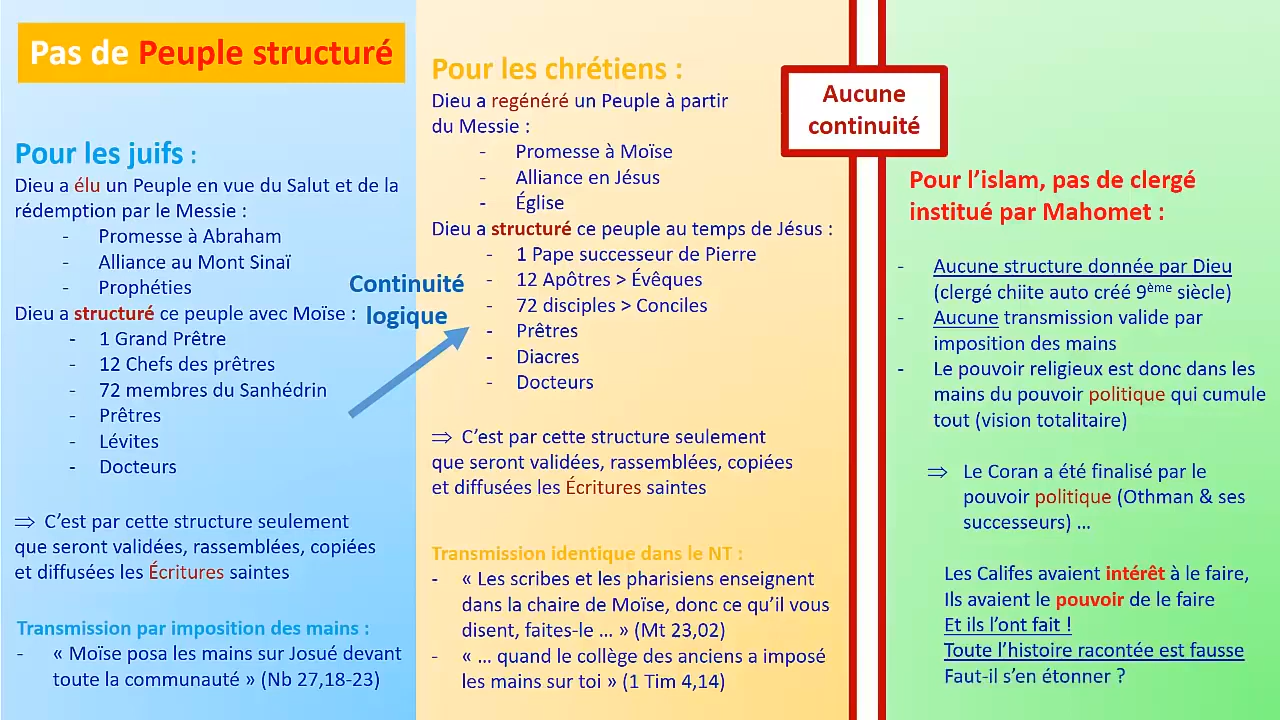 Pas de Peuple structuré
Pour les juifs :
Dieu a élu un Peuple en vue du Salut et de la
rédemption par le Messie :
- Promesse à Abraham
- Alliance au Mont Sinaï
- Prophéties
Dieu a structuré ce peuple avec Moïse :
- 1 Grand Prêtre
- 12 Chefs des prêtres
- 72 membres du Sanhédrin
- Prêtres
- Lévites
- Docteurs
⇒ C’est par cette structure seulement
que seront validées, rassemblées, copiées
et diffusées les Écritures saintes
Transmission par imposition des mains :
- « Moïse posa les mains sur Josué devant
toute la communauté » (Nb 27,18-23)
Continuité
logique
Pour les chrétiens :
Dieu a regénéré un Peuple à partir
du Messie :
- Promesse à Moïse
- Alliance en Jésus
- Église
Dieu a structuré ce peuple au temps de Jésus :
- 1 Pape successeur de Pierre
- 12 Apôtres > Évêques
- 72 disciples > Conciles
- Prêtres
- Diacres
- Docteurs
⇒ C’est par cette structure seulement
que seront validées, rassemblées, copiées
et diffusées les Écritures saintes
Transmission identique dans le NT :
- « Les scribes et les pharisiens enseignent
dans la chaire de Moïse, donc ce qu’il vous
disent, faites-le … » (Mt 23,02)
- « … quand le collège des anciens a imposé
les mains sur toi » (1 Tim 4,14)
Aucune
continuité
Pour l’islam, pas de clergé
institué par Mahomet :
- Aucune structure donnée par Dieu
(clergé chiite auto créé 9ème siècle)
- Aucune transmission valide par
imposition des mains
- Le pouvoir religieux est donc dans les
mains du pouvoir politique qui cumule
tout (vision totalitaire)
⇒ Le Coran a été finalisé par le
pouvoir politique (Othman & ses
successeurs) …
Les Califes avaient intérêt à le faire,
Ils avaient le pouvoir de le faire
Et ils l’ont fait !
Toute l’histoire racontée est fausse
Faut-il s’en étonner ?